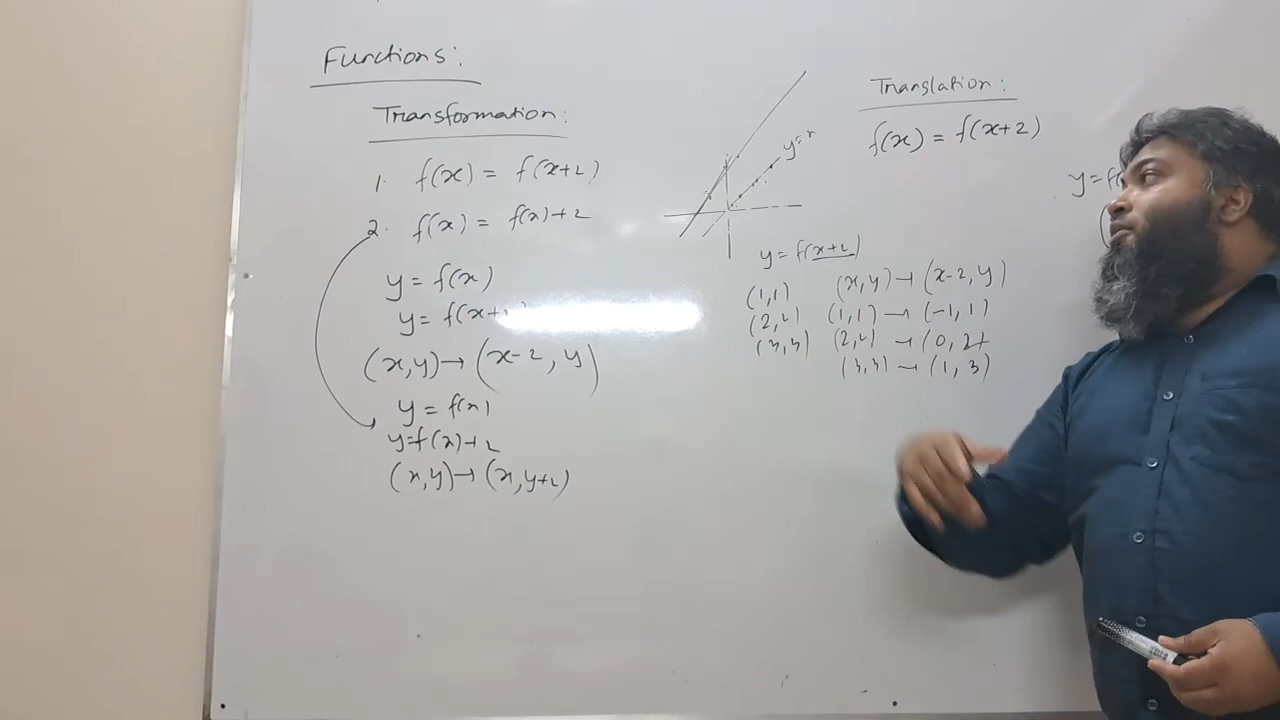 Functions:
Transformation:
1. f(x) = f(x+2)
2. f(x) = f(x)+2
y = f(x)
y = f(x+
(x,y) → (x-2, y)
y = f(x)
y=f(x)+2
(x,y) → (x, y+2)
y=x
y = f(x+2)
(1,1)
(2,2)
(3,3)
Translation:
f(x) = f(x+2)
(x,y) → (x-2, y)
(1,1) → (-1, 1)
(2,2) → (0, 2)
(3,3) → (1, 3)
y=f(